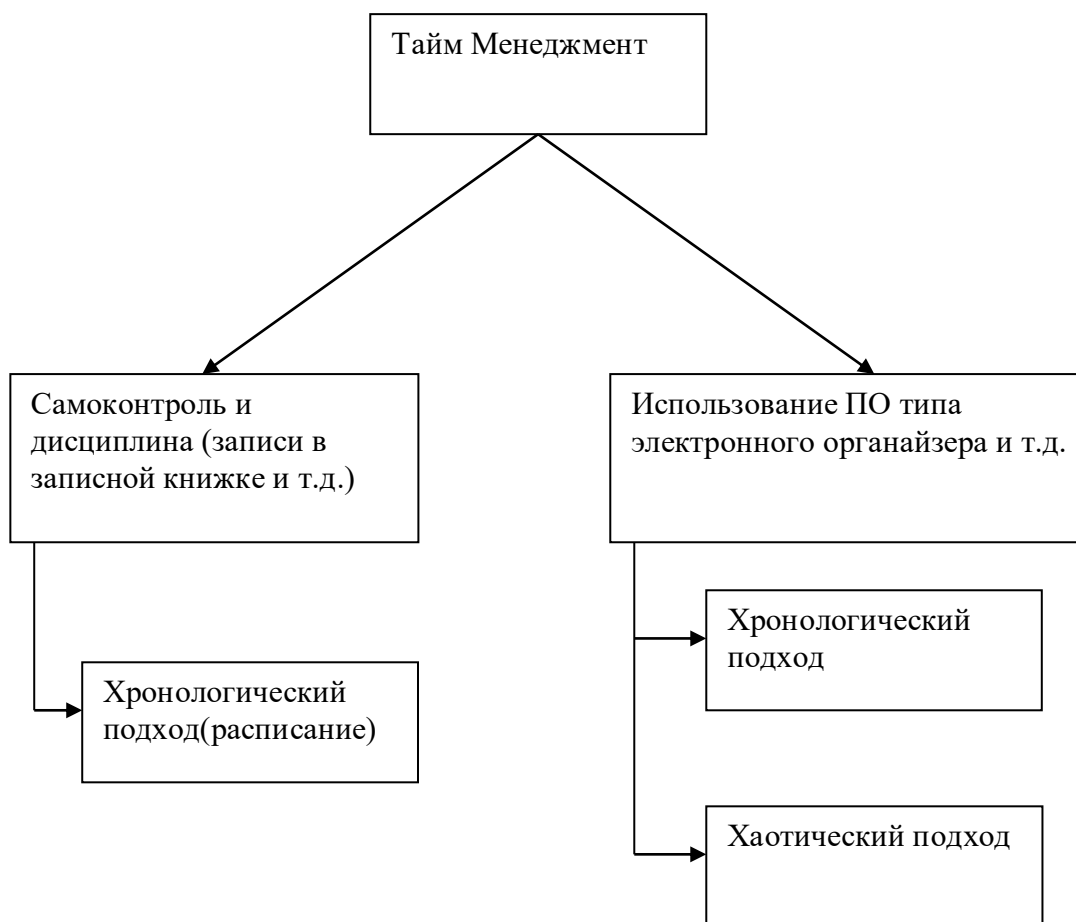 Тайм Менеджмент
Самоконтроль и
дисциплина (записи в
записной книжке и т.д.)
Использование ПО типа
электронного органайзера и т.д.
Хронологический
подход(расписание)
Хронологический
подход
Хаотический подход